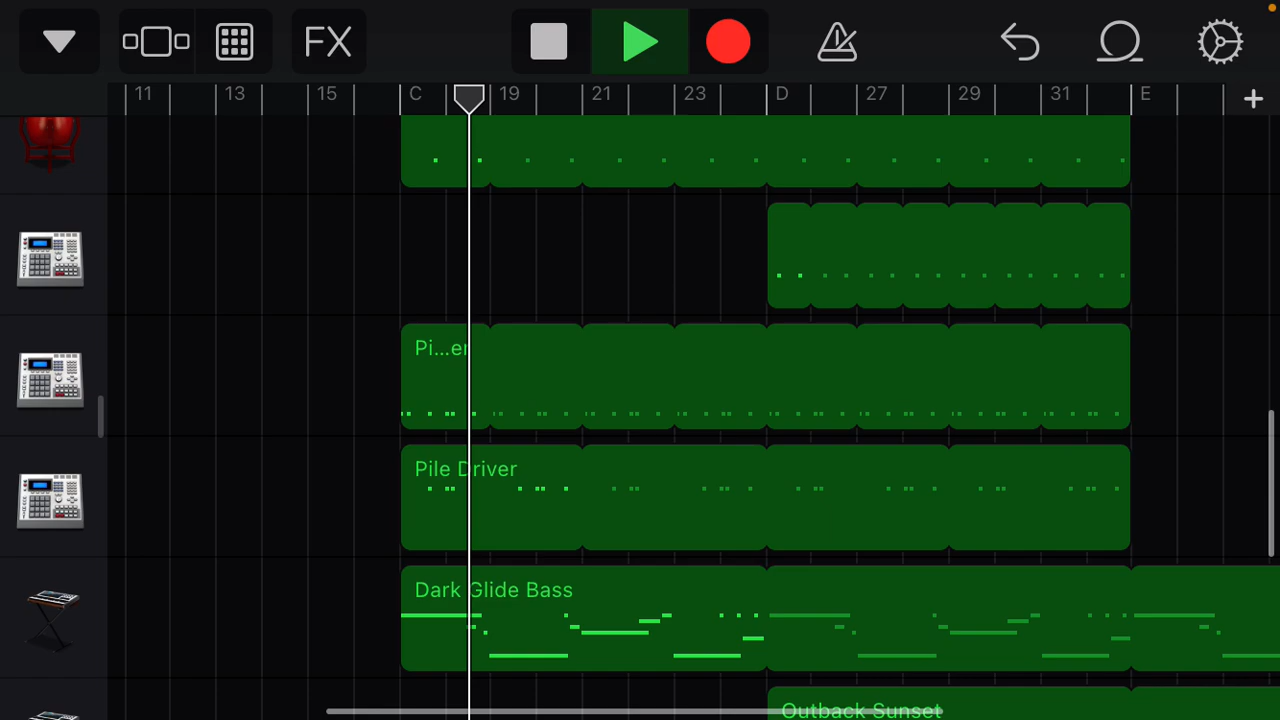 FX
11 13 15 C 19 21 23 D 27 29 31 E
Pi...er
Pile Driver
Dark Glide Bass
Outback Sunset